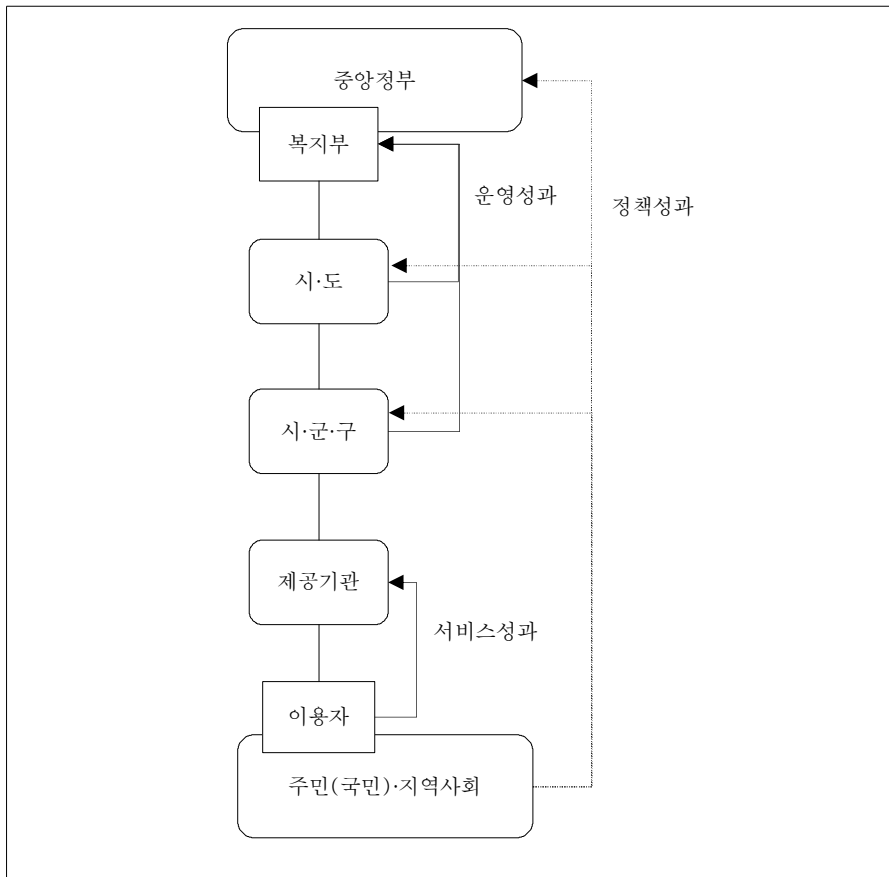 중앙정부
복지부
운영성과
정책성과
시·도
시·군·구
제공기관
서비스성과
이용자
주민(국민)·지역사회